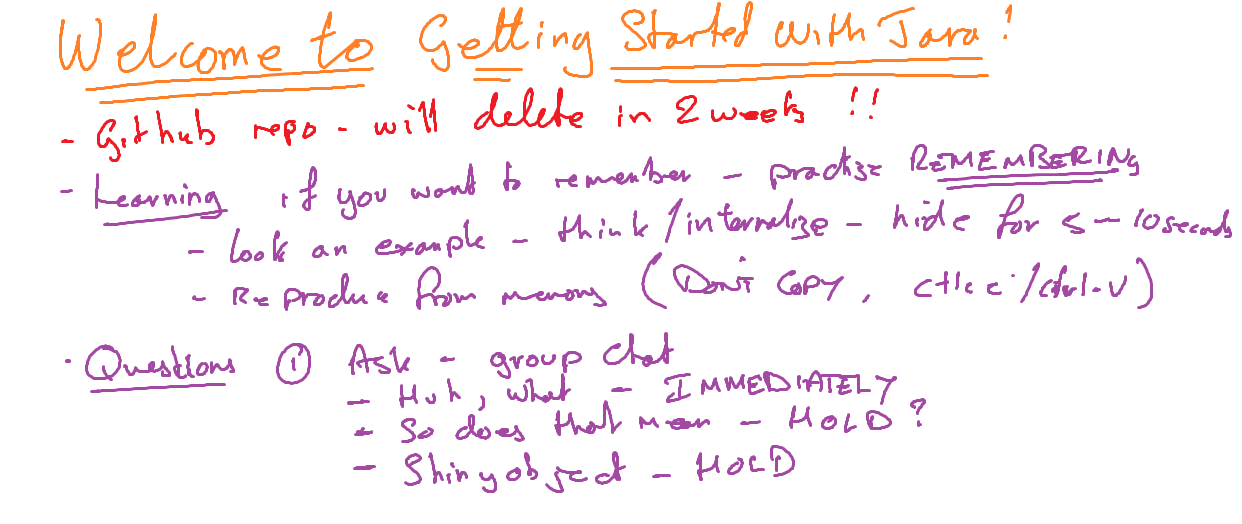 Welcome to Getting Started with Java!
- Github repo - will delete in 2 weeks !!
- Learning if you want to remember - practise REMEMBERING
- look an example - think / internalize - hide for 5 - 10 seconds
- Reproduce from memory (DON'T COPY, ctrl-c / ctrl-v)
· Questions ① Ask - group chat
- Huh, what - IMMEDIATELY
- So does that mean - HOLD?
- Shiny object - HOLD